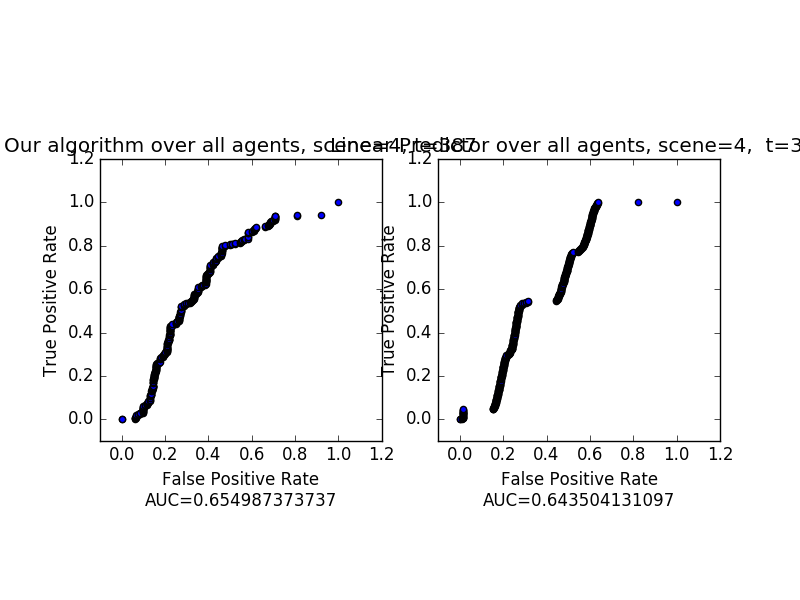 Our algorithm over all agents, scene=4, t=387
Linear Predictor over all agents, scene=4, t=3
1.2
1.0
0.8
0.6
0.4
0.2
0.0
True Positive Rate
0.0 0.2 0.4 0.6 0.8 1.0 1.2
False Positive Rate
AUC=0.654987373737
1.2
1.0
0.8
0.6
0.4
0.2
0.0
True Positive Rate
0.0 0.2 0.4 0.6 0.8 1.0 1.2
False Positive Rate
AUC=0.643504131097